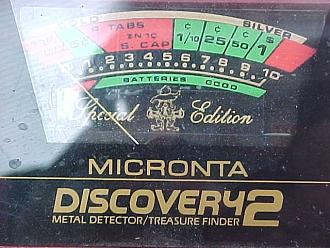 GOLD SILVER
TABS
ZINC ¢ ¢ ¢ $
S. CAP 1/10 25 50 1
1 2 3 4 5 6 7 8 9 10
BATTERIES GOOD
Special Edition
MICRONTA
DISCOVERY 2
METAL DETECTOR/TREASURE FINDER